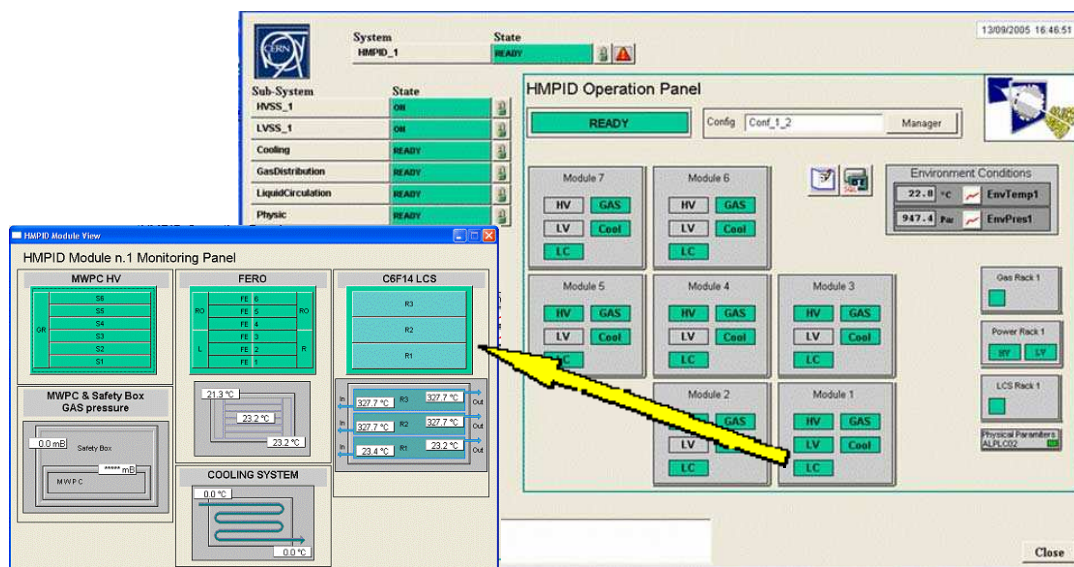 13/09/2005 16:46:51
CERN
System State
HMPID_1 READY
Sub-System State
HVSS_1 ON
LVSS_1 ON
Cooling READY
GasDistribution READY
LiquidCirculation READY
Physic READY
HMPID Operation Panel
READY Config Conf_1_2 Manager
SQL
Environment Conditions
22.8 °C EnvTemp1
947.4 Par EnvPres1
Module 7
HV GAS
LV Cool
LC
Module 6
HV GAS
LV Cool
LC
Module 5
HV GAS
LV Cool
LC
Module 4
HV GAS
LV Cool
LC
Module 3
HV GAS
LV Cool
LC
Module 2
GAS
LV
LC
Module 1
HV GAS
LV Cool
LC
Gas Rack 1
Power Rack 1
HV LV
LCS Rack 1
Physical Paramiters
ALPLC02
Close
HMPID Module View
HMPID Module n.1 Monitoring Panel
MWPC HV
GR
S6
S5
S4
S3
S2
S1
FERO
RO FE 6 RO
FE 5
FE 4
L FE 3 R
FE 2
FE 1
C6F14 LCS
R3
R2
R1
MWPC & Safety Box
GAS pressure
0.0 mB
Safety Box
***** mB
MWPC
21.3 °C
23.2 °C
23.2 °C
COOLING SYSTEM
0.0 °C
0.0 °C
In 327.7 °C R3 327.7 °C Out
In 327.7 °C R2 327.7 °C Out
In 23.4 °C R1 23.2 °C Out